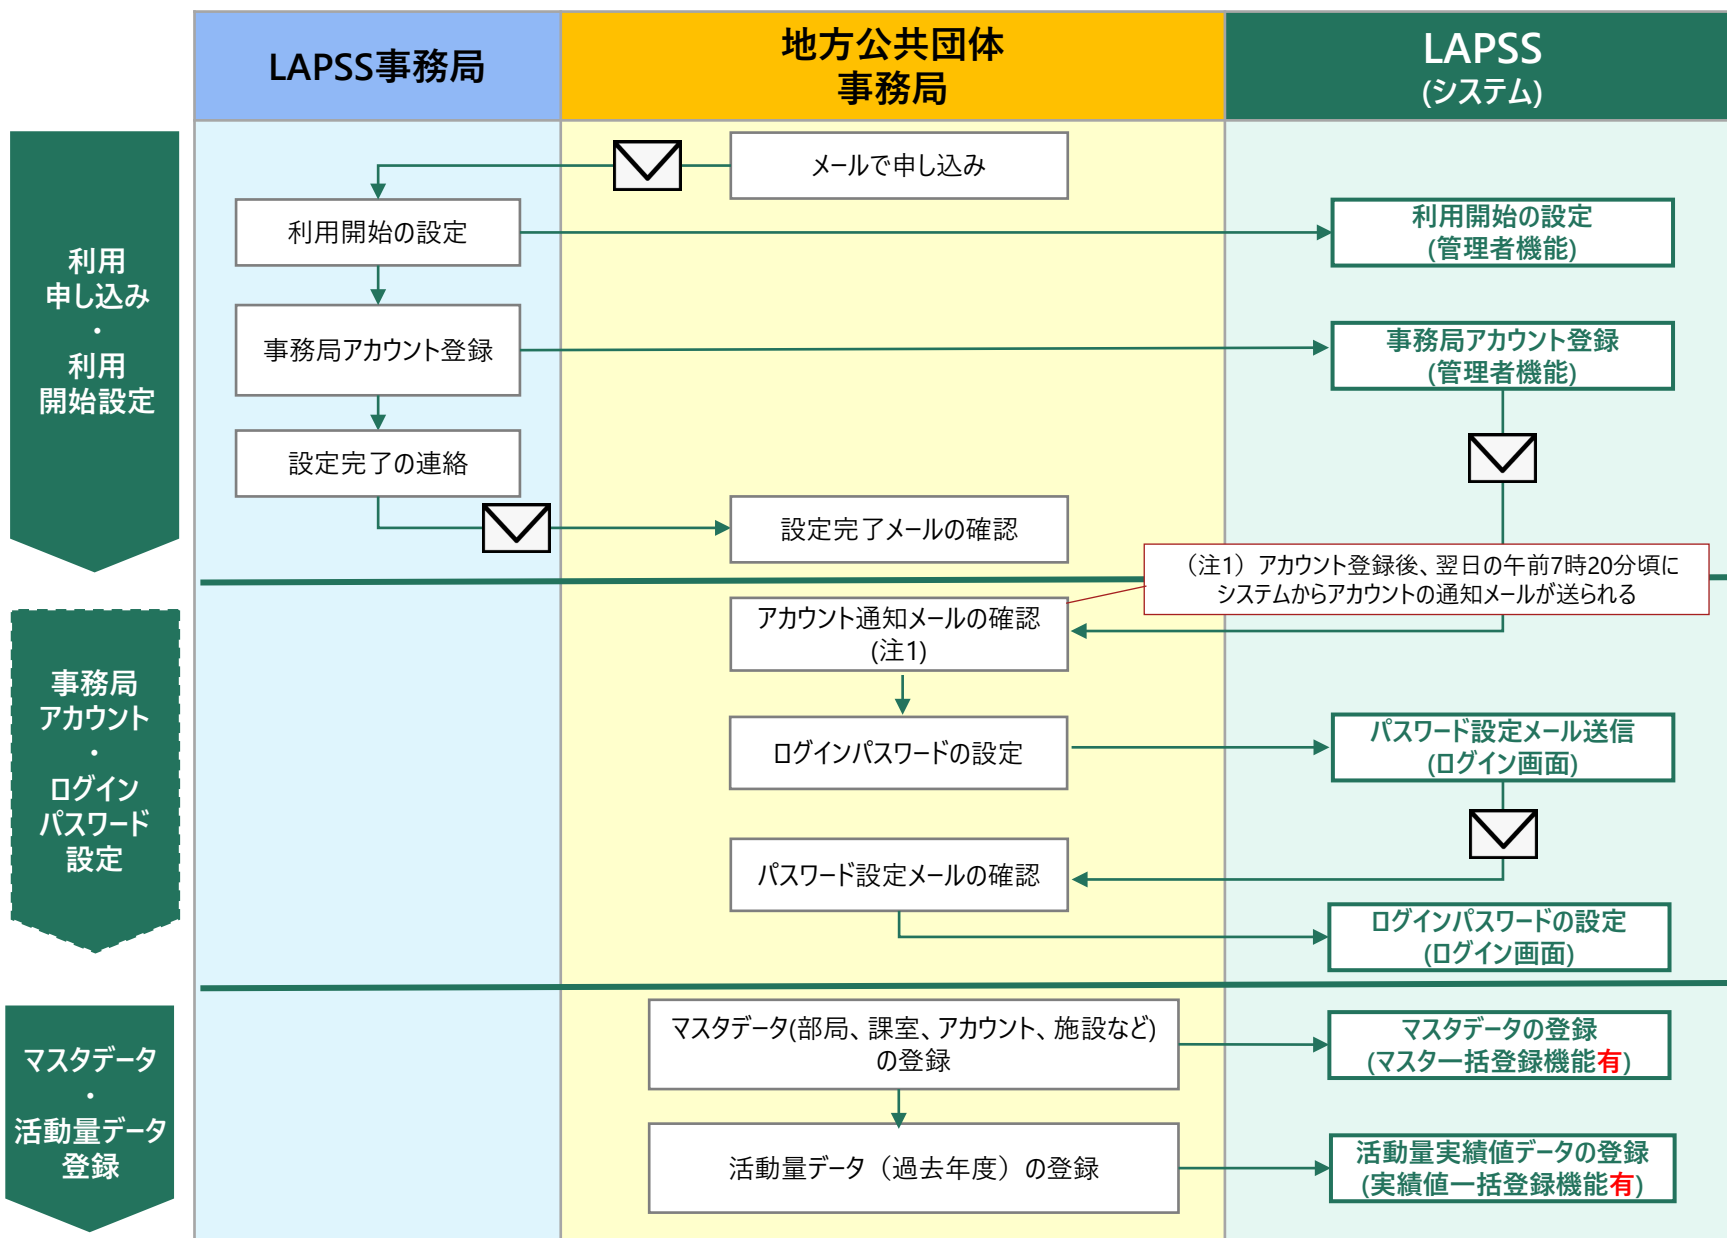 LAPSS事務局
地方公共団体
事務局
LAPSS
(システム)
利用
申し込み
・
利用
開始設定
メールで申し込み
利用開始の設定
利用開始の設定
(管理者機能)
事務局アカウント登録
事務局アカウント登録
(管理者機能)
設定完了の連絡
設定完了メールの確認
（注1）アカウント登録後、翌日の午前7時20分頃に
システムからアカウントの通知メールが送られる
事務局
アカウント
・
ログイン
パスワード
設定
アカウント通知メールの確認
(注1)
ログインパスワードの設定
パスワード設定メール送信
(ログイン画面)
パスワード設定メールの確認
ログインパスワードの設定
(ログイン画面)
マスタデータ
・
活動量データ
登録
マスタデータ(部局、課室、アカウント、施設など)
の登録
マスタデータの登録
(マスタ一括登録機能有)
活動量データ（過去年度）の登録
活動量実績値データの登録
(実績値一括登録機能有)